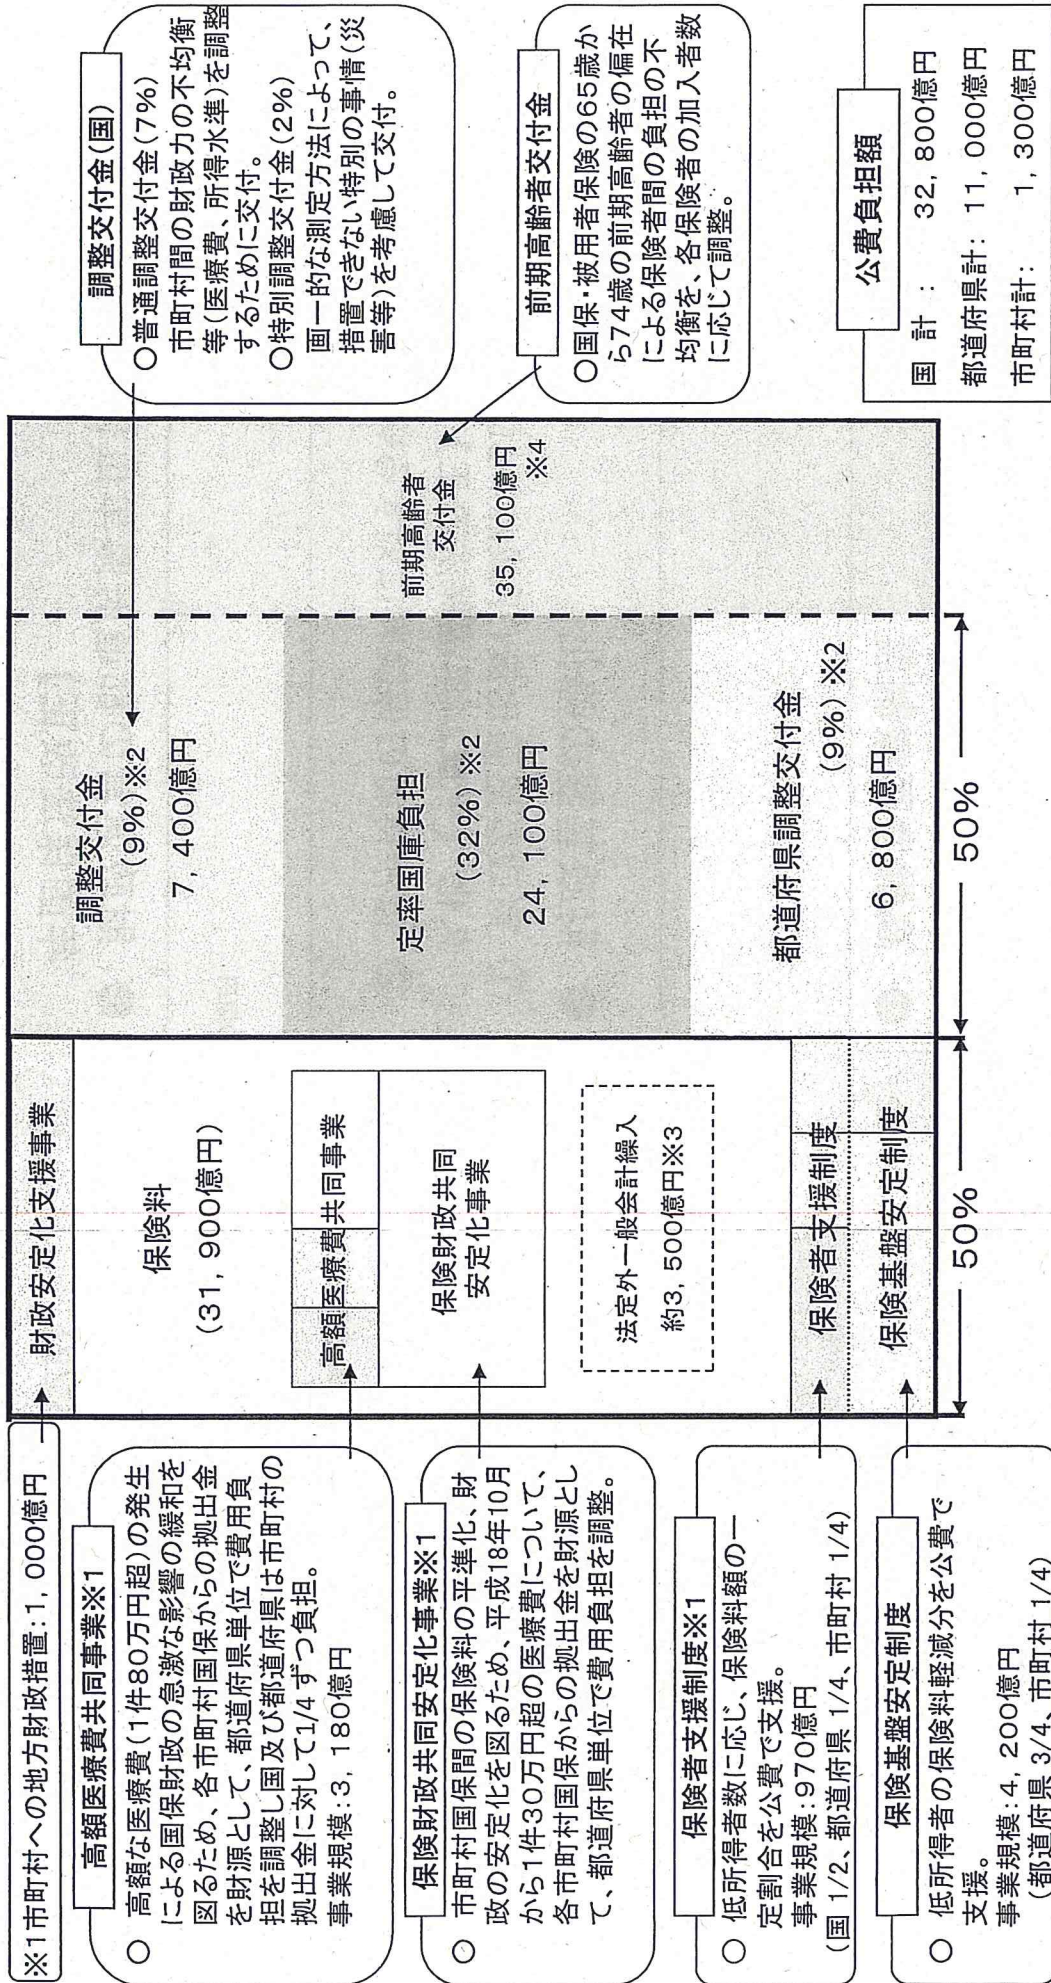 ※1市町村への地方財政措置:1,000億円
高額医療費共同事業※1
○ 高額な医療費(1件80万円超)の発生
による国保財政の急激な影響の緩和を
図るため、各市町村国保からの拠出金
を財源として、都道府県単位で費用負
担を調整し国及び都道府県は市町村の
拠出金に対して1/4ずつ負担。
事業規模:3,180億円
保険財政共同安定化事業※1
○ 市町村国保間の保険料の平準化、財
政の安定化を図るため、平成18年10月
から1件30万円超の医療費について、
各市町村国保からの拠出金を財源とし
て、都道府県単位で費用負担を調整。
保険者支援制度※1
○ 低所得者数に応じ、保険料額の一
定割合を公費で支援。
事業規模:970億円
(国 1/2、都道府県 1/4、市町村 1/4)
保険基盤安定制度
○ 低所得者の保険料軽減分を公費で
支援。
事業規模:4,200億円
(都道府県 3/4、市町村 1/4)
財政安定化支援事業
保険料
(31,900億円)
高額医療費共同事業
保険財政共同
安定化事業
法定外一般会計繰入
約3,500億円※3
保険者支援制度
保険基盤安定制度
50%
調整交付金
(9%)※2
7,400億円
定率国庫負担
(32%)※2
24,100億円
都道府県調整交付金
(9%)※2
6,800億円
50%
前期高齢者
交付金
35,100億円
※4
調整交付金(国)
○普通調整交付金(7%)
市町村間の財政力の不均衡
等(医療費、所得水準)を調整
するために交付。
○特別調整交付金(2%)
画一的な測定方法によって、
措置できない特別の事情(災
害等)を考慮して交付。
前期高齢者交付金
○国保・被用者保険の65歳か
ら74歳の前期高齢者の偏在
による保険者間の負担の不
均衡を、各保険者の加入者数
に応じて調整。
公費負担額
国 計 : 32,800億円
都道府県計: 11,000億円
市町村計: 1,300億円